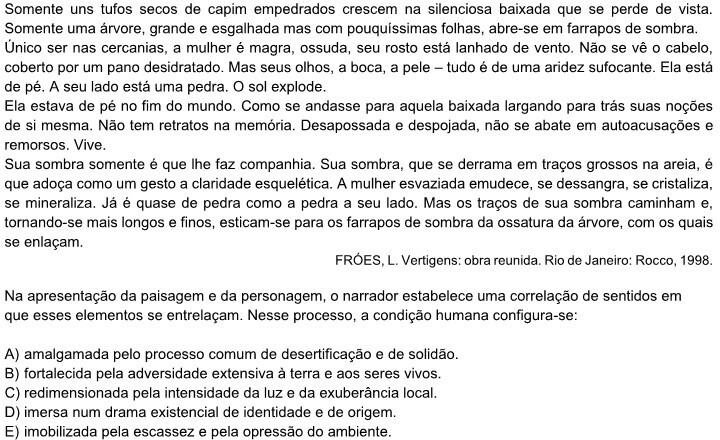 Somente uns tufos secos de capim empedrados crescem na silenciosa baixada que se perde de vista.
Somente uma árvore, grande e esgalhada mas com pouquíssimas folhas, abre-se em farrapos de sombra.
Único ser nas cercanias, a mulher é magra, ossuda, seu rosto está lanhado de vento. Não se vê o cabelo,
coberto por um pano desidratado. Mas seus olhos, a boca, a pele – tudo é de uma aridez sufocante. Ela está
de pé. A seu lado está uma pedra. O sol explode.
Ela estava de pé no fim do mundo. Como se andasse para aquela baixada largando para trás suas noções
de si mesma. Não tem retratos na memória. Desapossada e despojada, não se abate em autoacusações e
remorsos. Vive.
Sua sombra somente é que lhe faz companhia. Sua sombra, que se derrama em traços grossos na areia, é
que adoça como um gesto a claridade esquelética. A mulher esvaziada emudece, se dessangra, se cristaliza,
se mineraliza. Já é quase de pedra como a pedra a seu lado. Mas os traços de sua sombra caminham e,
tornando-se mais longos e finos, esticam-se para os farrapos de sombra da ossatura da árvore, com os quais
se enlaçam.
FRÓES, L. Vertigens: obra reunida. Rio de Janeiro: Rocco, 1998.
Na apresentação da paisagem e da personagem, o narrador estabelece uma correlação de sentidos em
que esses elementos se entrelaçam. Nesse processo, a condição humana configura-se:
A) amalgamada pelo processo comum de desertificação e de solidão.
B) fortalecida pela adversidade extensiva à terra e aos seres vivos.
C) redimensionada pela intensidade da luz e da exuberância local.
D) imersa num drama existencial de identidade e de origem.
E) imobilizada pela escassez e pela opressão do ambiente.